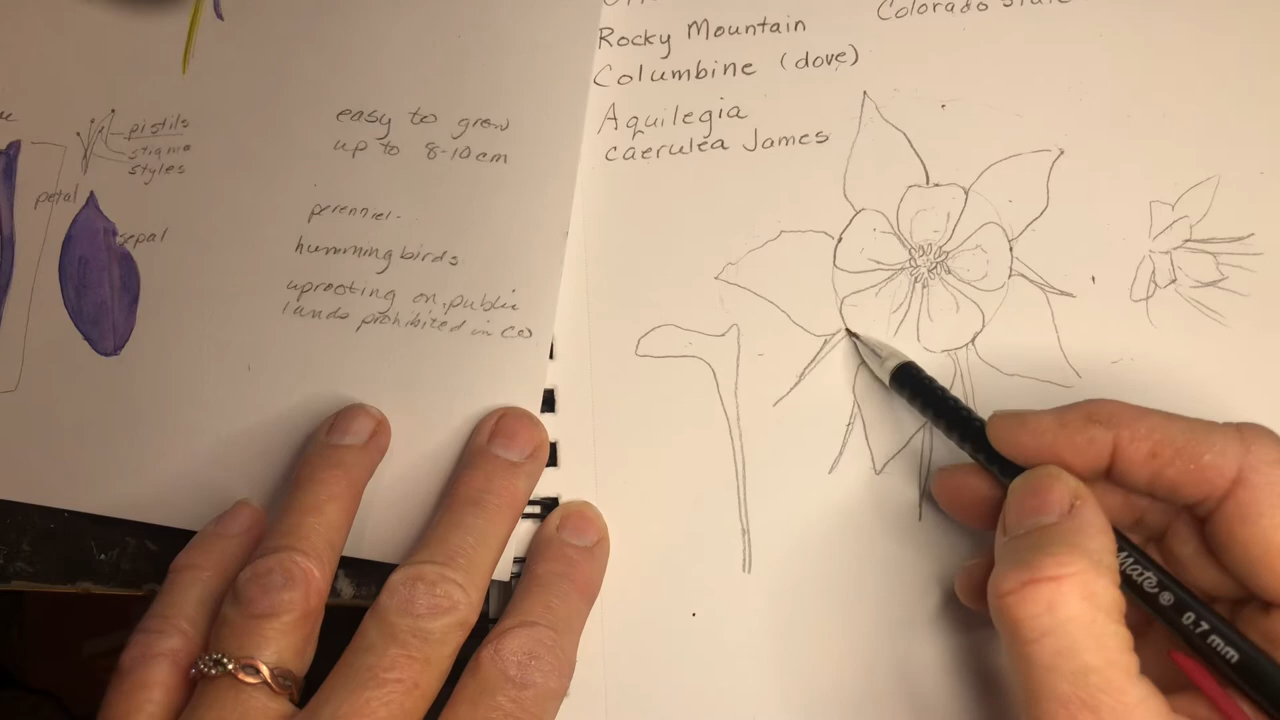 pistils
stigma
styles
petal
sepal
easy to grow
up to 8-10cm
perenniel-
hummingbirds
uprooting on public
lands prohibited in CO
Rocky Mountain
Columbine (dove)
Aquilegia
caerulea James
Colorado State
Mate® 0.7 mm